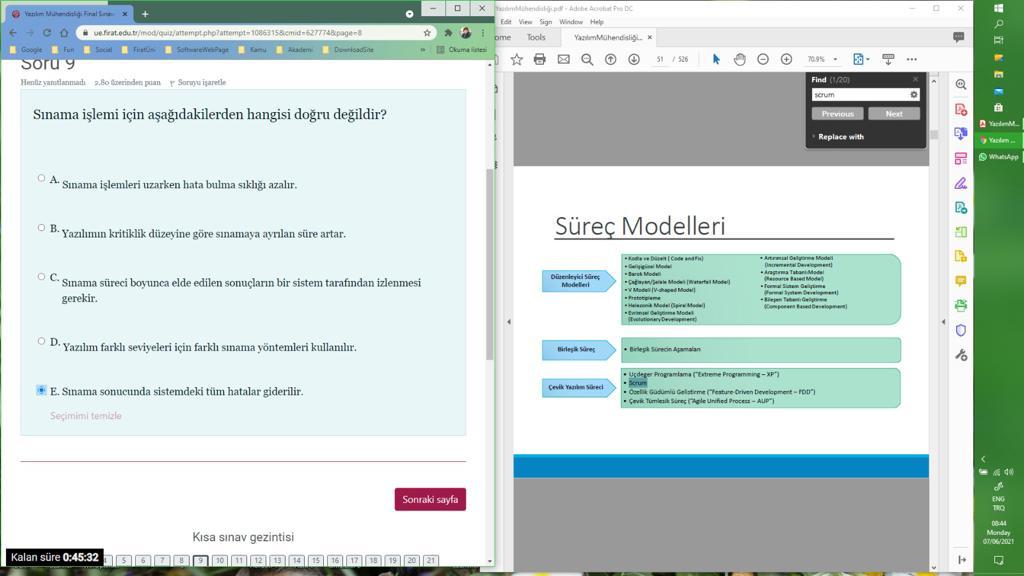 Yazılım Mühendisliği Final Sınav
ue.firat.edu.tr/mod/quiz/attempt.php?attempt=1086315&cmid=627774&page=8
Google Fun Social FıratÜni SoftwareWebPage Kamu Akademi DownloadSite » Okuma listesi
Soru 9
Henüz yanıtlanmadı 2,80 üzerinden puan Soruyu işaretle
Sınama işlemi için aşağıdakilerden hangisi doğru değildir?
A. Sınama işlemleri uzarken hata bulma sıklığı azalır.
B. Yazılımın kritiklik düzeyine göre sınamaya ayrılan süre artar.
C. Sınama süreci boyunca elde edilen sonuçların bir sistem tarafından izlenmesi
gerekir.
D. Yazılım farklı seviyeleri için farklı sınama yöntemleri kullanılır.
E. Sınama sonucunda sistemdeki tüm hatalar giderilir.
Seçimimi temizle
Sonraki sayfa
Kısa sınav gezintisi
Kalan süre 0:45:32
5 6 7 8 9 10 11 12 13 14 15 16 17 18 19 20 21
YazılımMühendisliği.pdf - Adobe Acrobat Pro DC
Edit View Sign Window Help
ome Tools YazılımMühendisliği... ×
51 / 526 70.9%
Find (1/20)
scrum
Previous Next
Replace with
Süreç Modelleri
Düzenleyici Süreç
Modelleri
• Kodla ve Düzelt ( Code and Fix)
• Gelişigüzel Model
• Barok Modeli
• Çağlayan/Şelale Modeli (Waterfall Model)
• V Modeli (V-shaped Model)
• Prototipleme
• Helezonik Model (Spiral Model)
• Evrimsel Geliştirme Modeli
(Evolutionary Development)
• Artırımsal Geliştirme Modeli
(Incremental Development)
• Araştırma Tabanlı Model
(Resource Based Model)
• Formal Sistem Geliştirme
(Formal System Development)
• Bileşen Tabanlı Geliştirme
(Component Based Development)
Birleşik Süreç
• Birleşik Sürecin Aşamaları
Çevik Yazılım Süreci
• Uçdeğer Programlama ("Extreme Programming – XP")
• Scrum
• Özellik Güdümlü Geliştirme ("Feature-Driven Development – FDD")
• Çevik Tümleşik Süreç ("Agile Unified Process – AUP")
YazılımM...
Yazılım ...
WhatsApp
ENG
TRQ
08:44
Monday
07/06/2021